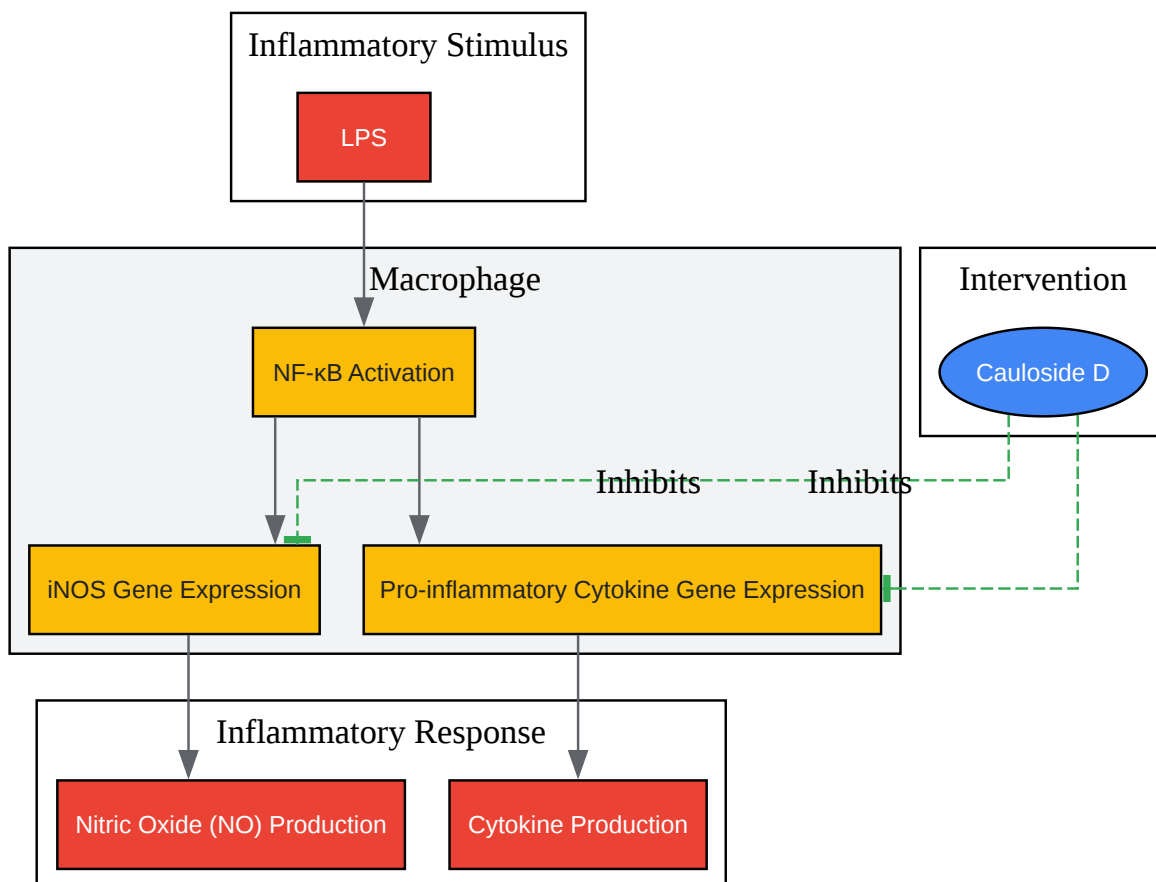 Inflammatory Stimulus
LPS
Macrophage
Intervention
NF-κB Activation
Cauloside D
Inhibits
Inhibits
iNOS Gene Expression
Pro-inflammatory Cytokine Gene Expression
Inflammatory Response
Nitric Oxide (NO) Production
Cytokine Production